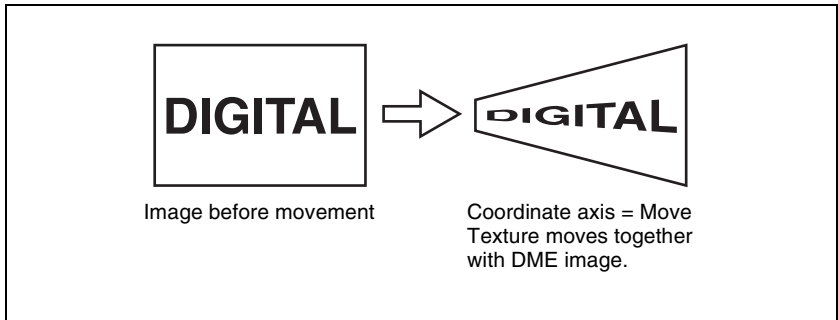 DIGITAL
DIGITAL
Image before movement
Coordinate axis = Move
Texture moves together
with DME image.